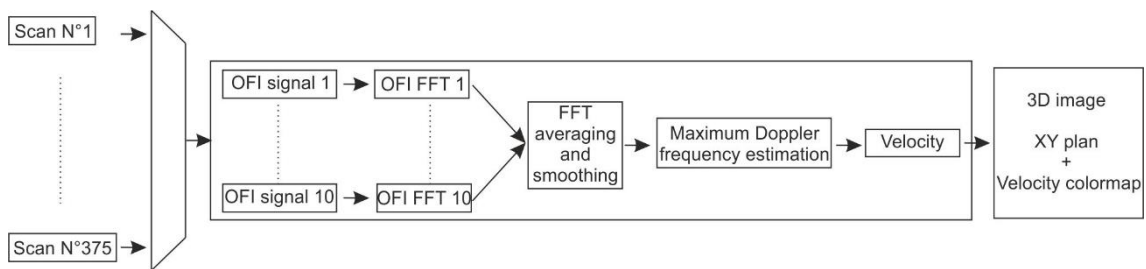 Scan N°1
Scan N°375
OFI signal 1
OFI FFT 1
OFI signal 10
OFI FFT 10
FFT
averaging
and
smoothing
Maximum Doppler
frequency estimation
Velocity
3D image
XY plan
+
Velocity colormap